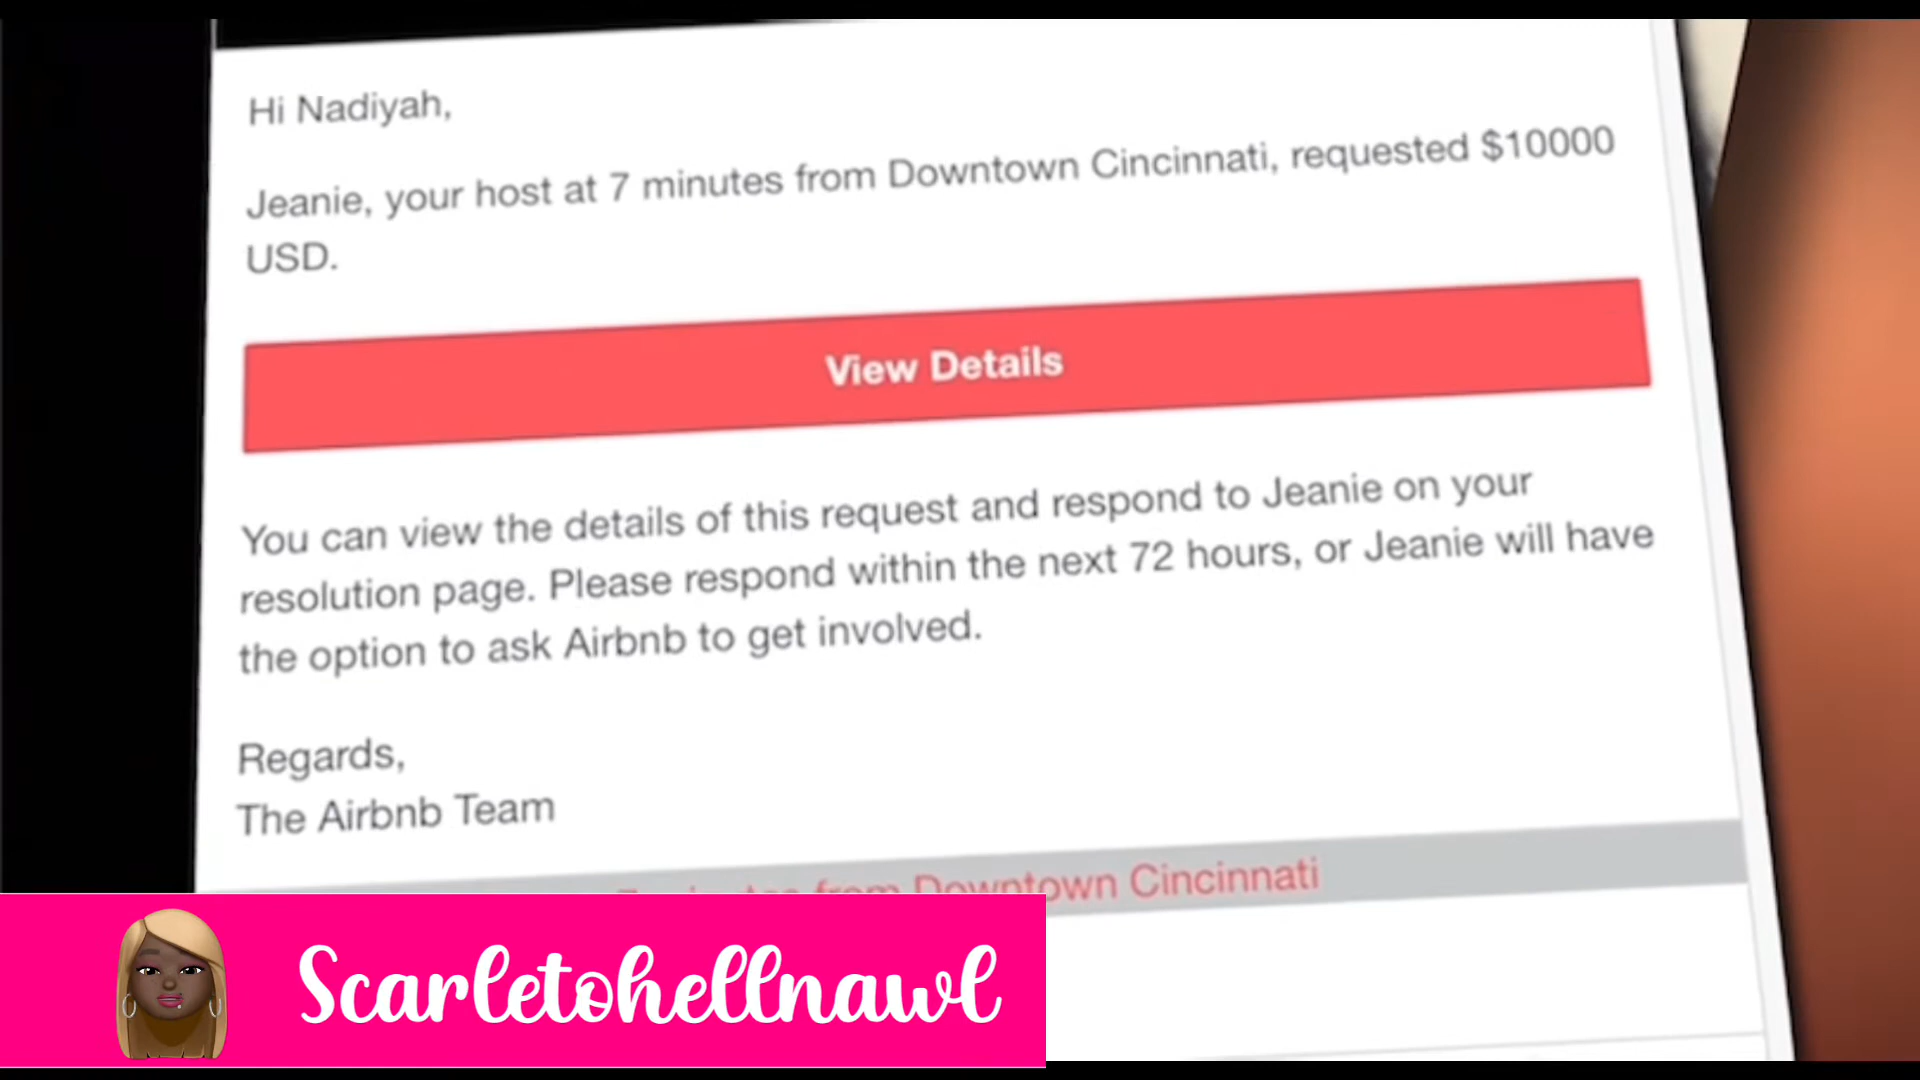 Hi Nadiyah,
Jeanie, your host at 7 minutes from Downtown Cincinnati, requested $10000
USD.
View Details
You can view the details of this request and respond to Jeanie on your
resolution page. Please respond within the next 72 hours, or Jeanie will have
the option to ask Airbnb to get involved.
Regards,
The Airbnb Team
7 minutes from Downtown Cincinnati
Scarletohellnawl